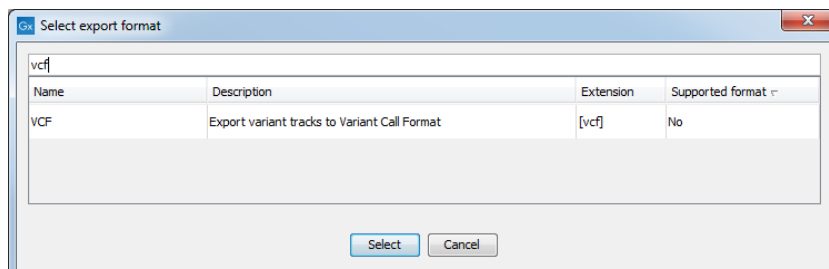 Gx Select export format
vcf
Name Description Extension Supported format
VCF Export variant tracks to Variant Call Format [vcf] No
Select Cancel